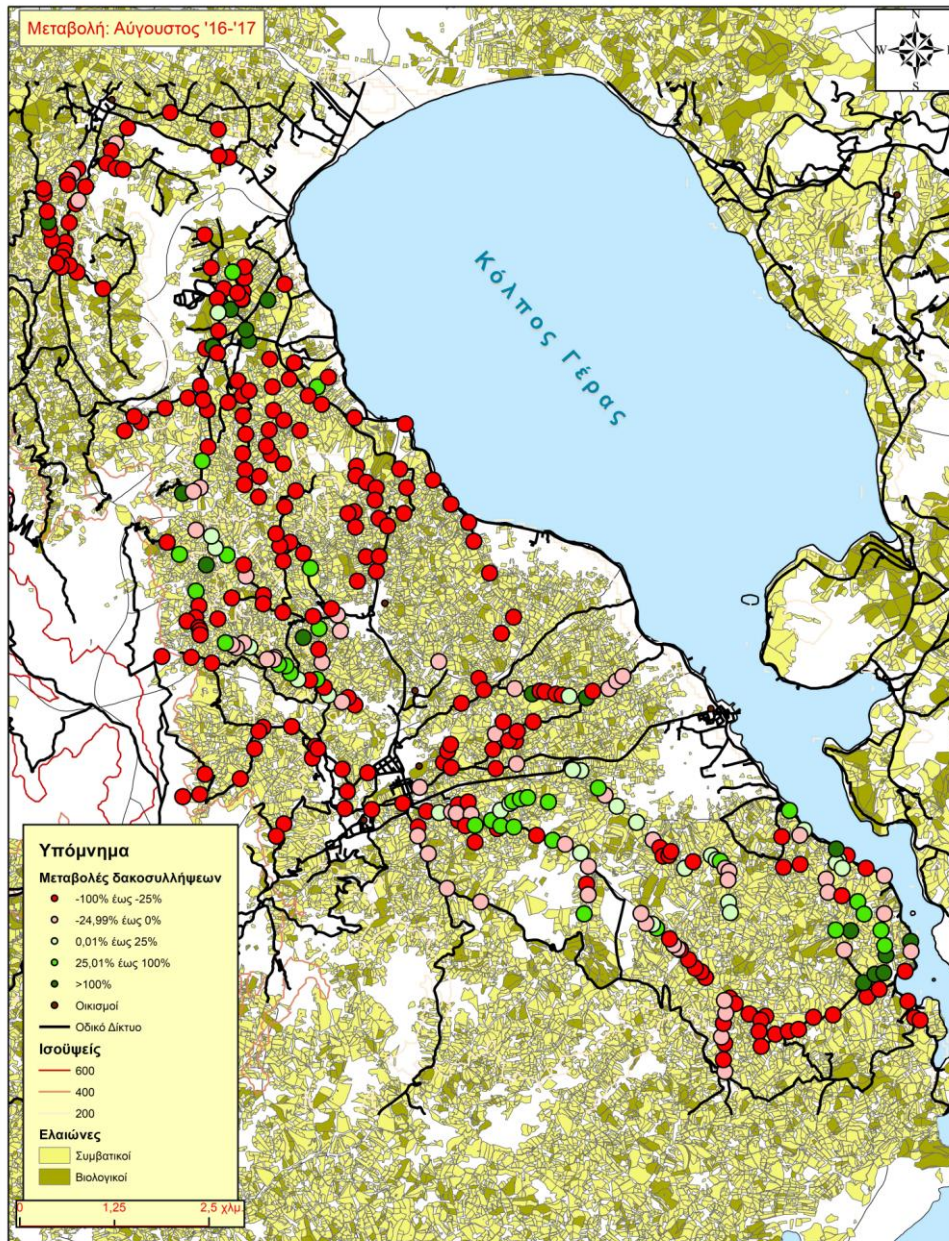 Μεταβολή: Αύγουστος '16-'17
N
W
S
Κόλπος Γέρας
Υπόμνημα
Μεταβολές δακοσυλλήψεων
-100% έως -25%
-24,99% έως 0%
0,01% έως 25%
25,01% έως 100%
>100%
Οικισμοί
Οδικό Δίκτυο
Ισοϋψείς
600
400
200
Ελαιώνες
Συμβατικοί
Βιολογικοί
0 1,25 2,5 χλμ.